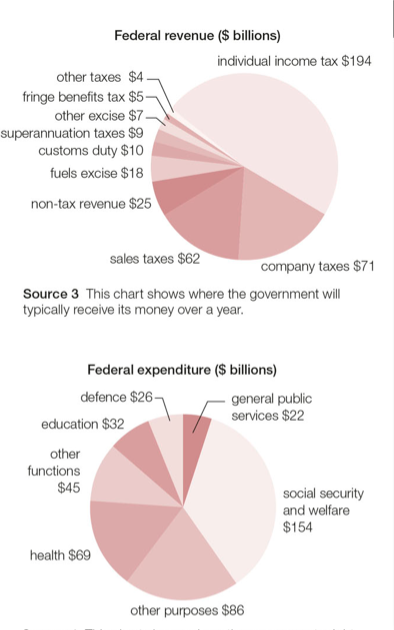 Federal revenue ($ billions)
individual income tax $194
other taxes $4
fringe benefits tax $5
other excise $7
superannuation taxes $9
customs duty $10
fuels excise $18
non-tax revenue $25
sales taxes $62
company taxes $71
Source 3 This chart shows where the government will
typically receive its money over a year.
Federal expenditure ($ billions)
defence $26
general public
services $22
education $32
other
functions
$45
social security
and welfare
$154
health $69
other purposes $86